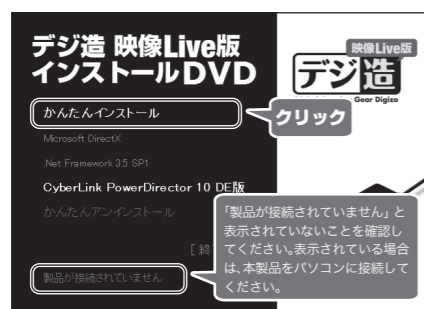 デジ造 映像Live版
インストールDVD
映像Live版
デジ造
Gear Digizo
かんたんインストール
クリック
Microsoft DirectX
.Net Framework 3.5 SP1
CyberLink PowerDirector 10 DE版
かんたんアンインストール
[ 終
製品が接続されていません
「製品が接続されていません」と
表示されていないことを確認し
てください。表示されている場合
は、本製品をパソコンに接続して
ください。